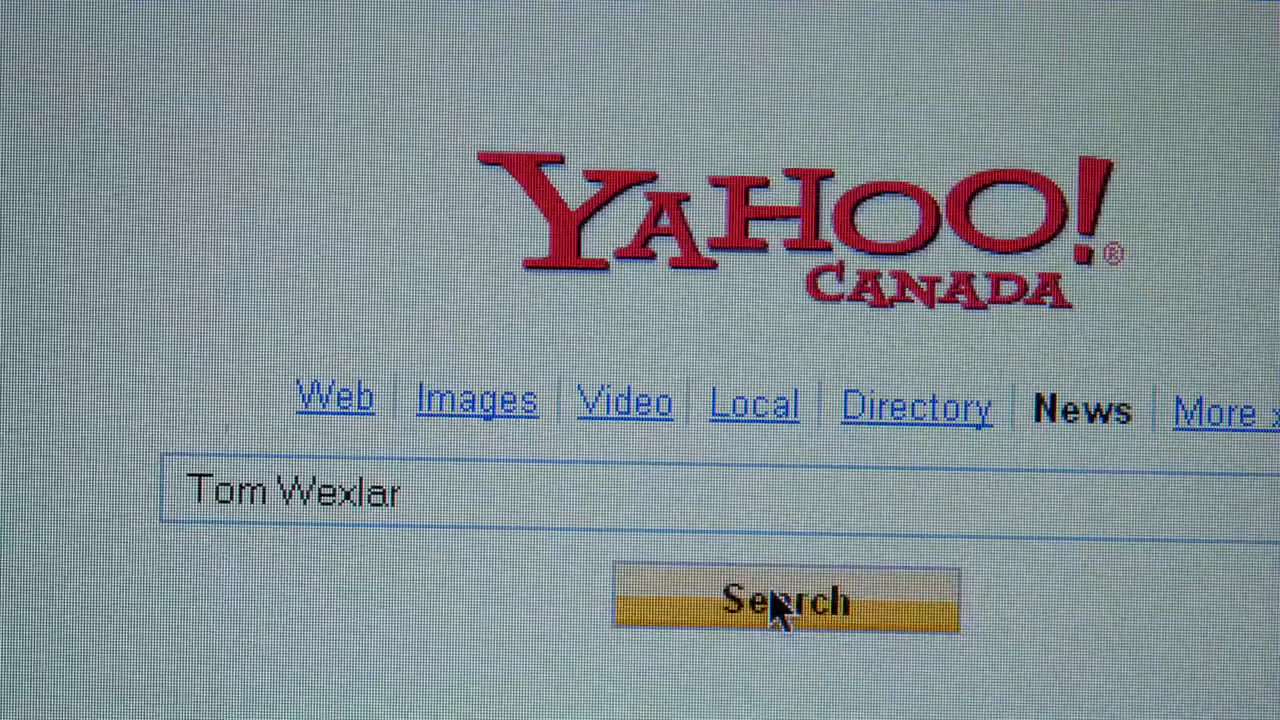 YAHOO!®
CANADA
Web Images Video Local Directory News More »
Tom Wexlar
Search